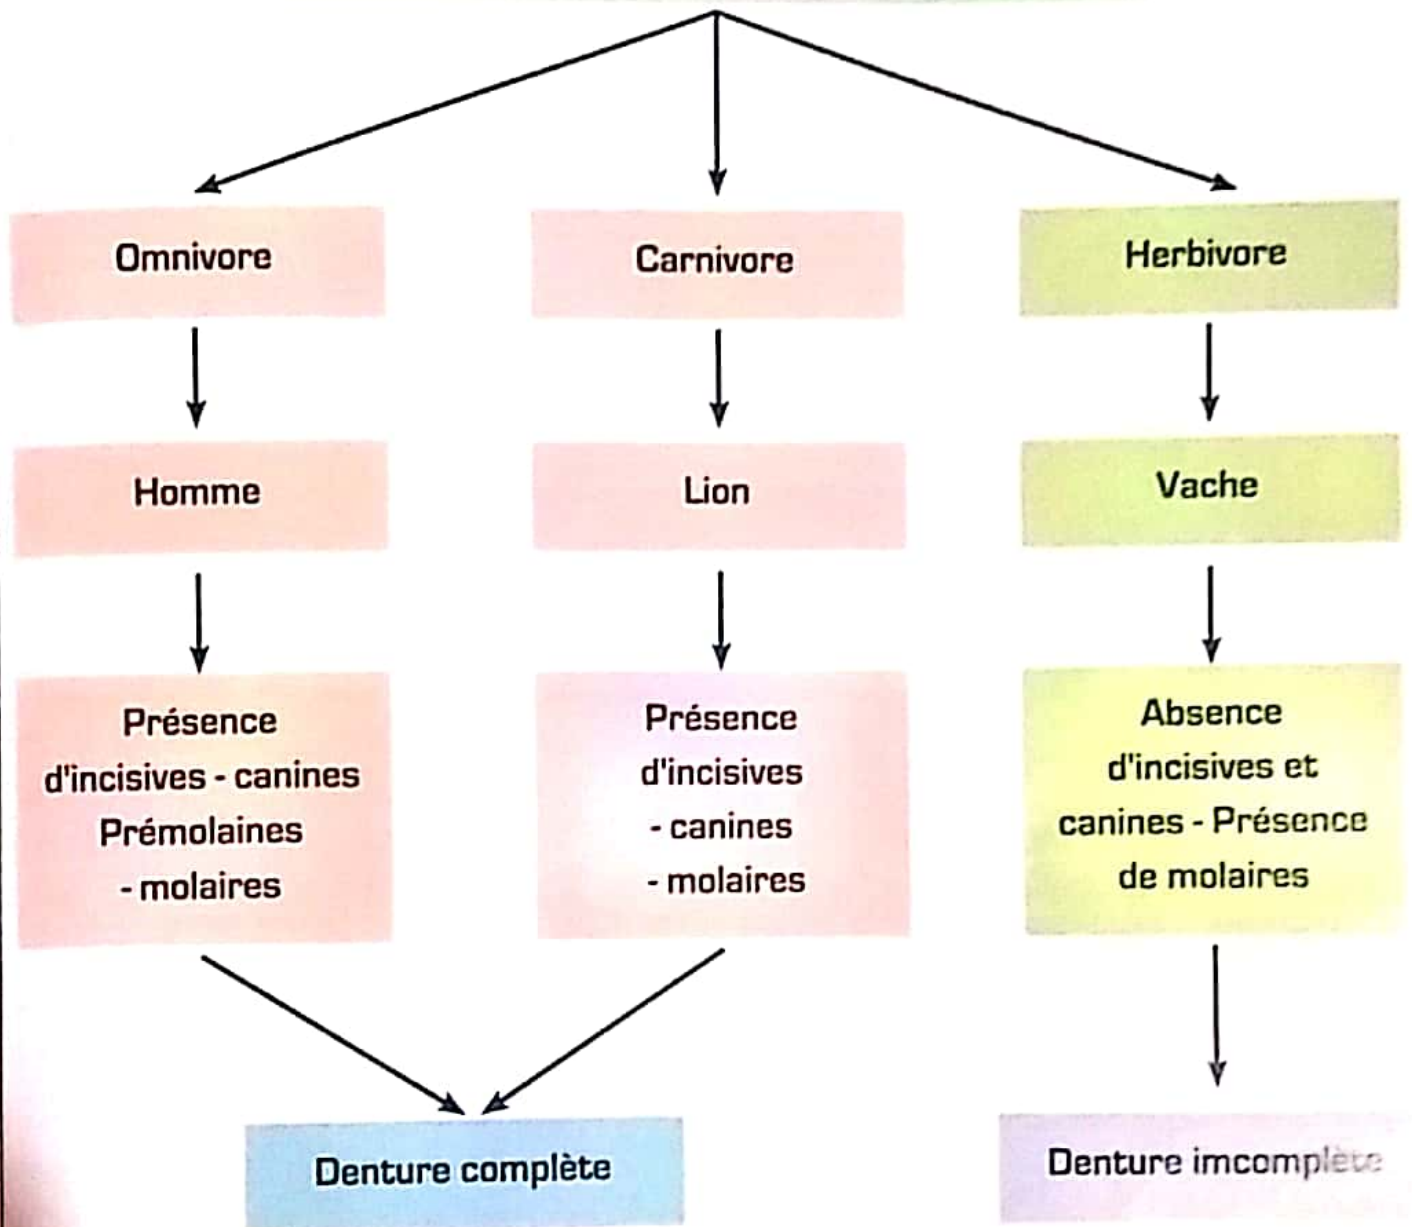 Omnivore
Carnivore
Herbivore
Homme
Lion
Vache
Présence
d'incisives - canines
Prémolaines
- molaires
Présence
d'incisives
- canines
- molaires
Absence
d'incisives et
canines - Présence
de molaires
Denture complète
Denture imcomplète